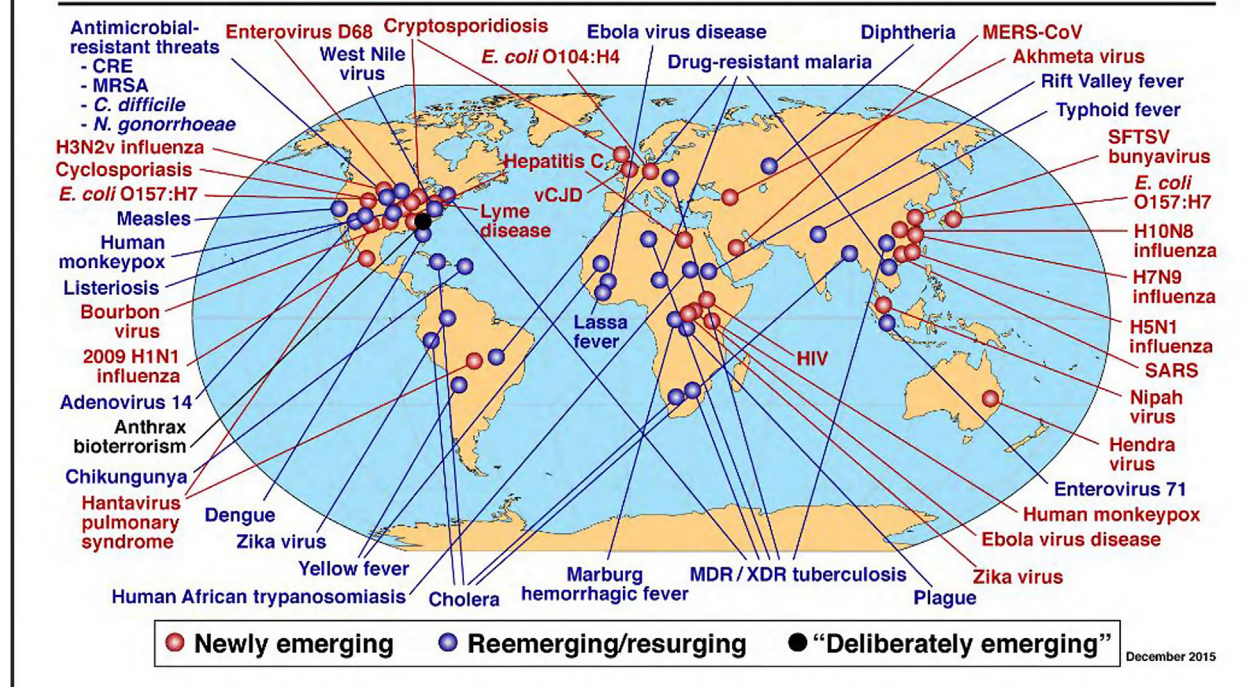 Antimicrobial-
resistant threats
- CRE
- MRSA
- C. difficile
- N. gonorrhoeae
Enterovirus D68
Cryptosporidiosis
West Nile
virus
E. coli O104:H4
Ebola virus disease
Drug-resistant malaria
Diphtheria
MERS-CoV
Akhmeta virus
Rift Valley fever
Typhoid fever
SFTSV
bunyavirus
E. coli
O157:H7
H10N8
influenza
H7N9
influenza
H5N1
influenza
SARS
Nipah
virus
Hendra
virus
Enterovirus 71
Human monkeypox
Ebola virus disease
Zika virus
Plague
H3N2v influenza
Cyclosporiasis
E. coli O157:H7
Measles
Human
monkeypox
Listeriosis
Bourbon
virus
2009 H1N1
influenza
Adenovirus 14
Anthrax
bioterrorism
Chikungunya
Hantavirus
pulmonary
syndrome
Dengue
Zika virus
Yellow fever
Human African trypanosomiasis
Cholera
Marburg
hemorrhagic fever
MDR/XDR tuberculosis
Hepatitis C
vCJD
Lyme
disease
Lassa
fever
HIV
Newly emerging
Reemerging/resurging
“Deliberately emerging”
December 2015